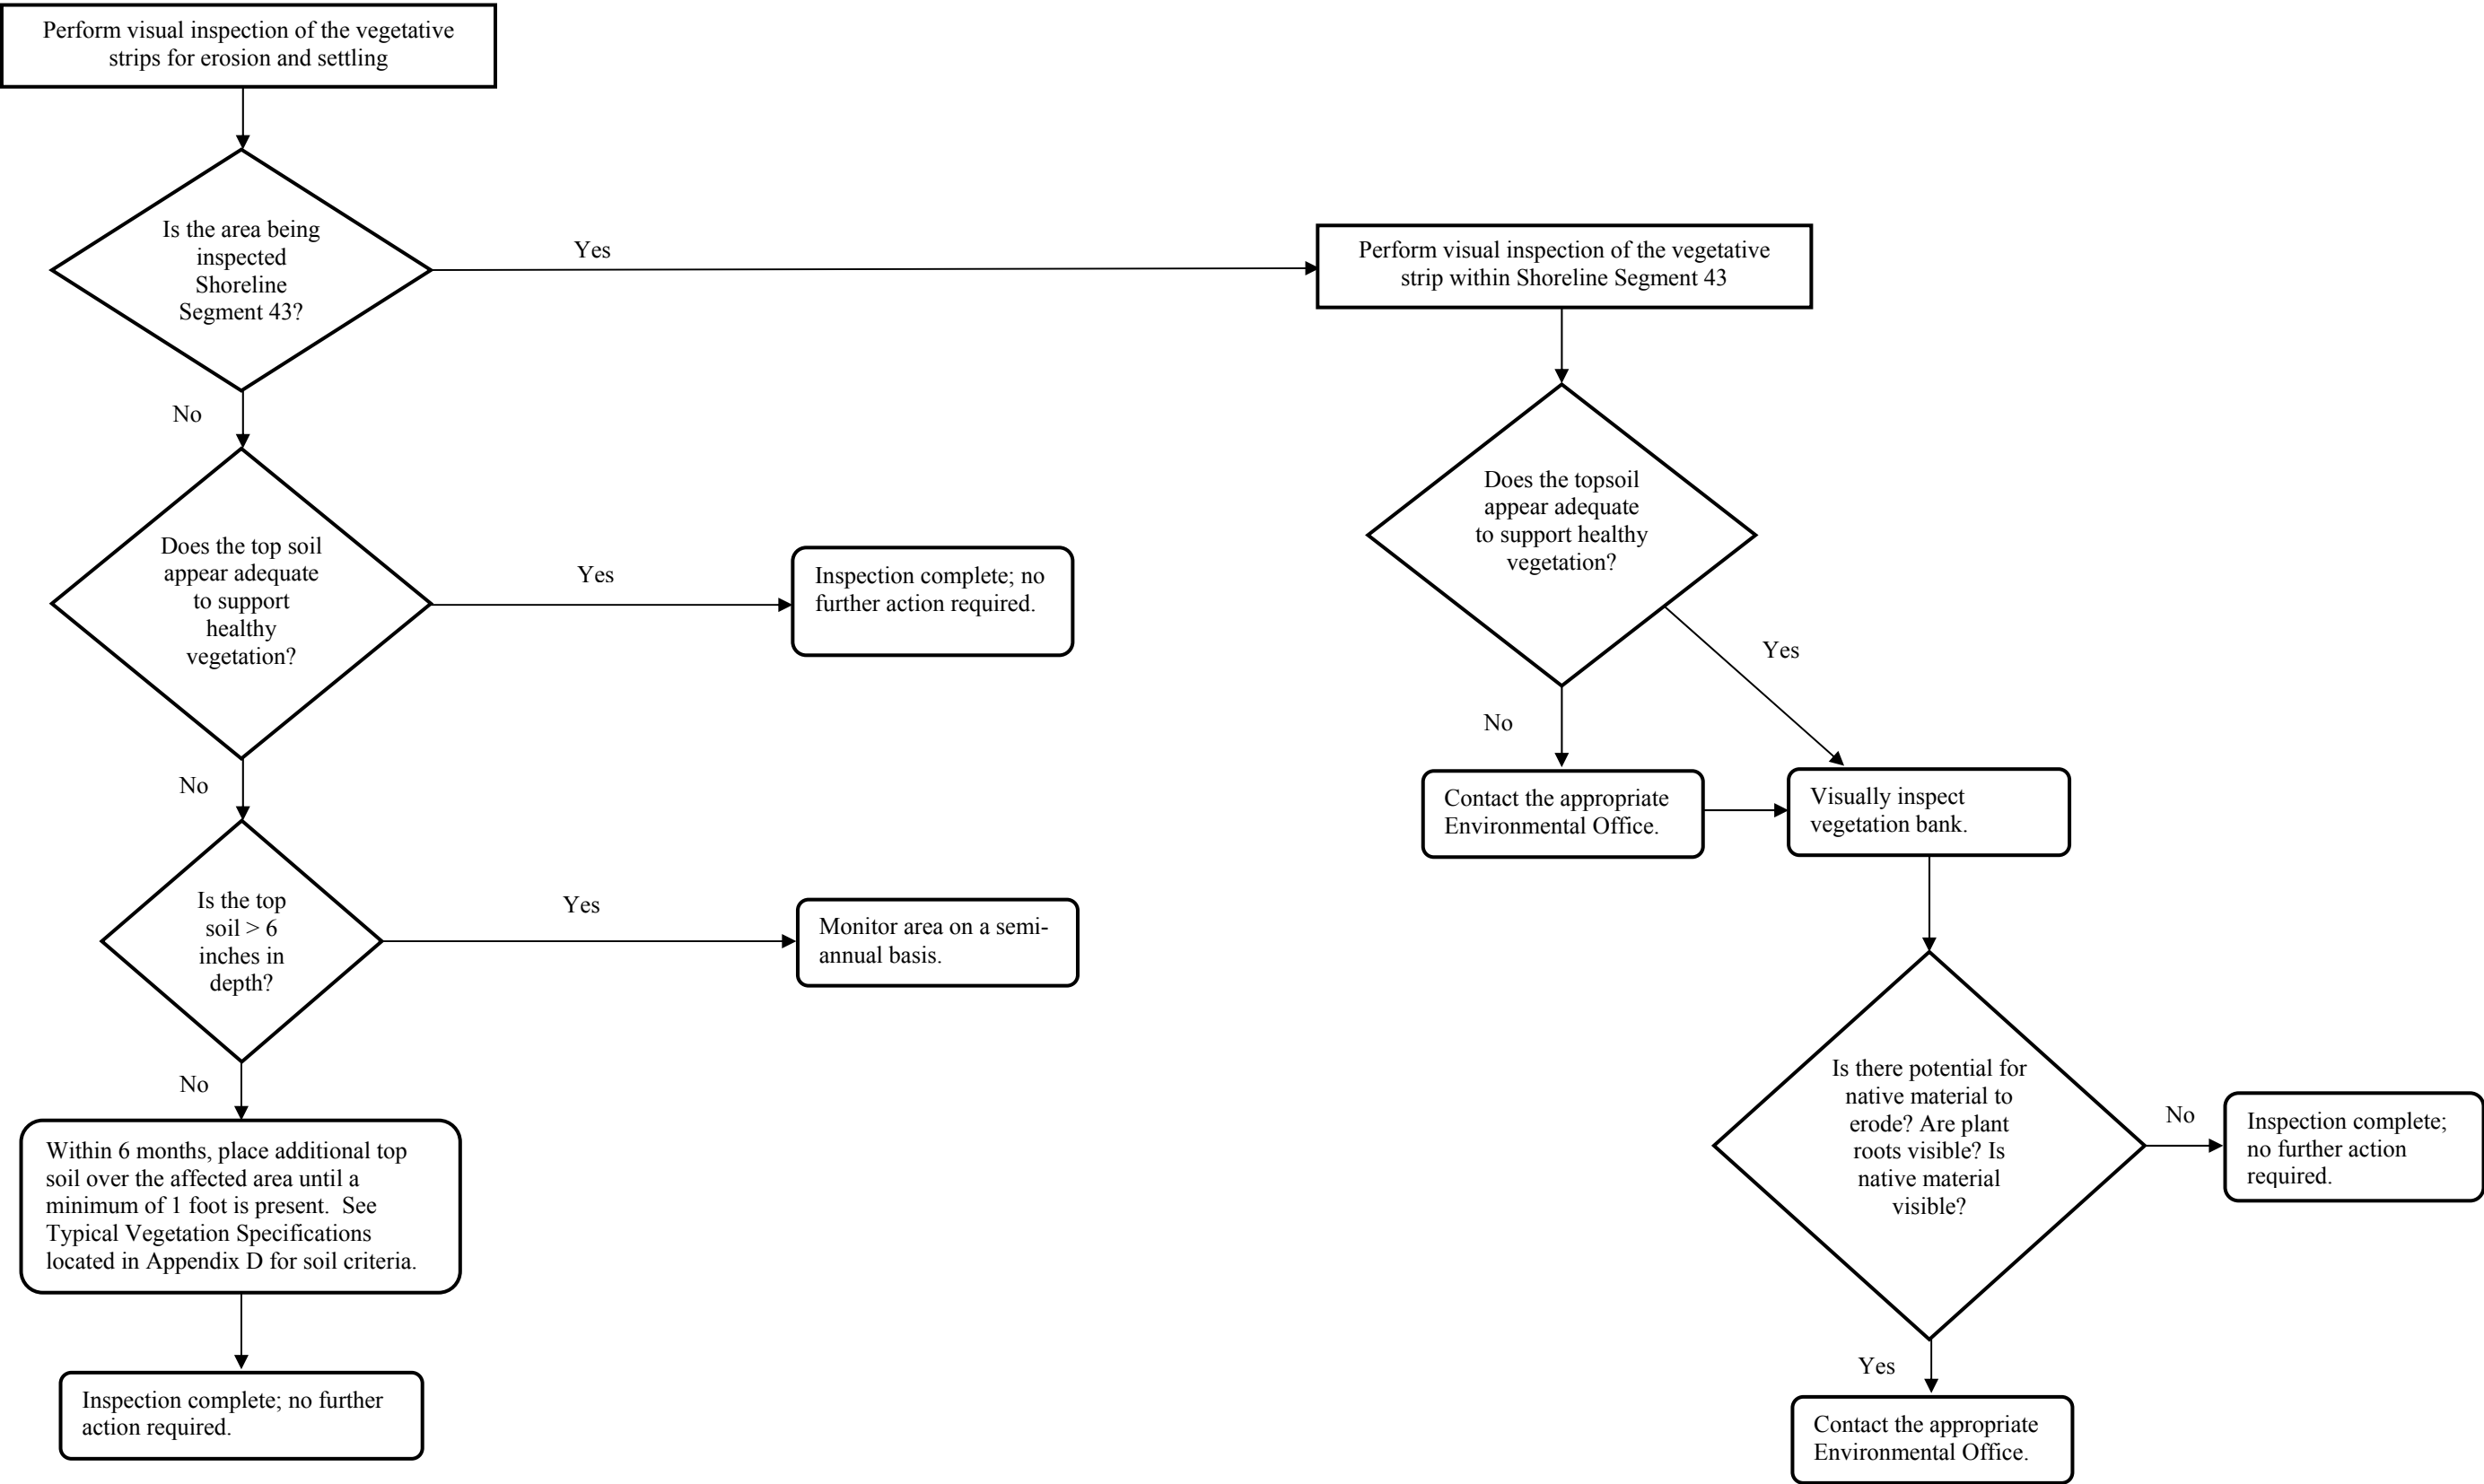 Perform visual inspection of the vegetative
strips for erosion and settling
Is the area being
inspected
Shoreline
Segment 43?
Yes
Perform visual inspection of the vegetative
strip within Shoreline Segment 43
No
Does the top soil
appear adequate
to support
healthy
vegetation?
Yes
Inspection complete; no
further action required.
Does the topsoil
appear adequate
to support healthy
vegetation?
Yes
No
No
Contact the appropriate
Environmental Office.
Visually inspect
vegetation bank.
Is the top
soil > 6
inches in
depth?
Yes
Monitor area on a semi-
annual basis.
No
Within 6 months, place additional top
soil over the affected area until a
minimum of 1 foot is present.  See
Typical Vegetation Specifications
located in Appendix D for soil criteria.
Inspection complete; no further
action required.
Is there potential for
native material to
erode? Are plant
roots visible? Is
native material
visible?
No
Inspection complete;
no further action
required.
Yes
Contact the appropriate
Environmental Office.